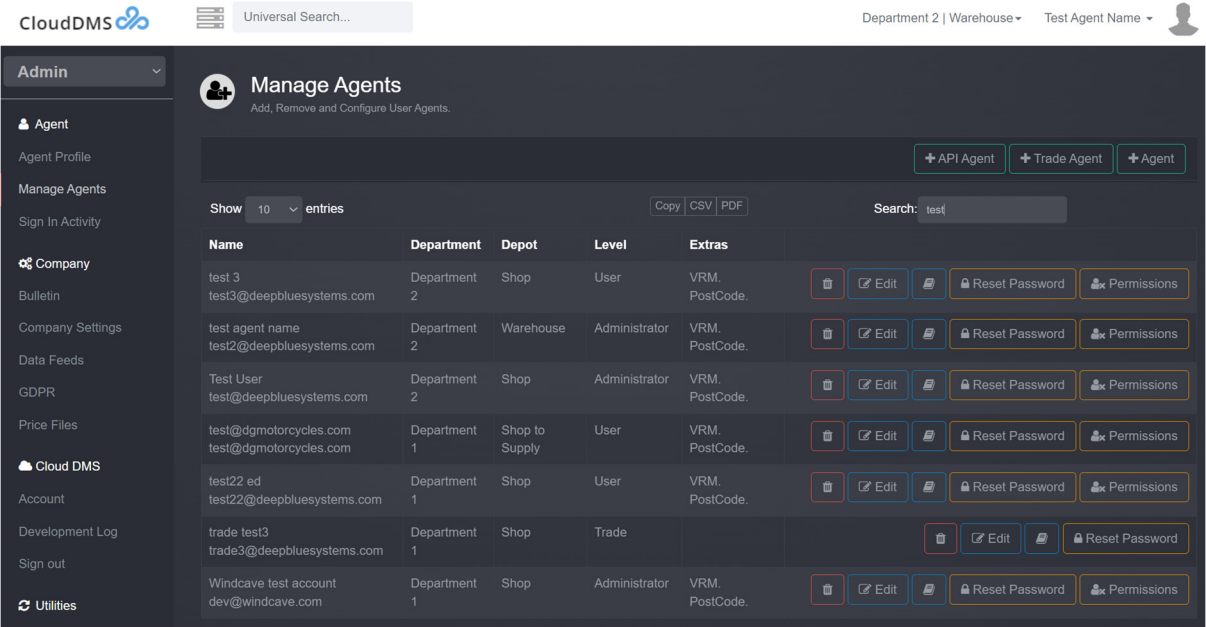 CloudDMS
Universal Search...
Department 2 | Warehouse
Test Agent Name
Admin
Agent
Agent Profile
Manage Agents
Sign In Activity
Company
Bulletin
Company Settings
Data Feeds
GDPR
Price Files
Cloud DMS
Account
Development Log
Sign out
Utilities
Manage Agents
Add, Remove and Configure User Agents.
+ API Agent
+ Trade Agent
+ Agent
Show 10 entries
Copy CSV PDF
Search: test
Name Department Depot Level Extras
test 3 Department Shop User VRM.
test3@deepbluesystems.com 2 PostCode.
Edit Reset Password Permissions
test agent name Department Warehouse Administrator VRM.
test2@deepbluesystems.com 2 PostCode.
Edit Reset Password Permissions
Test User Department Shop Administrator VRM.
test@deepbluesystems.com 2 PostCode.
Edit Reset Password Permissions
test@dgmotorcycles.com Department Shop to User VRM.
test@dgmotorcycles.com 1 Supply PostCode.
Edit Reset Password Permissions
test22 ed Department Shop User VRM.
test22@deepbluesystems.com 1 PostCode.
Edit Reset Password Permissions
trade test3 Department Shop Trade
trade3@deepbluesystems.com 1
Edit Reset Password
Windcave test account Department Shop Administrator VRM.
dev@windcave.com 1 PostCode.
Edit Reset Password Permissions